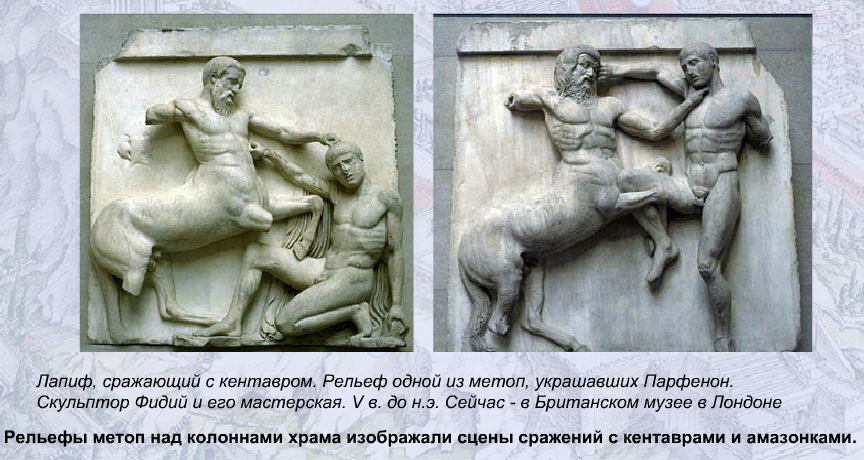 Лапиф, сражающий с кентавром. Рельеф одной из метоп, украшавших Парфенон.
Скульптор Фидий и его мастерская. V в. до н.э. Сейчас - в Британском музее в Лондоне
Рельефы метоп над колоннами храма изображали сцены сражений с кентаврами и амазонками.